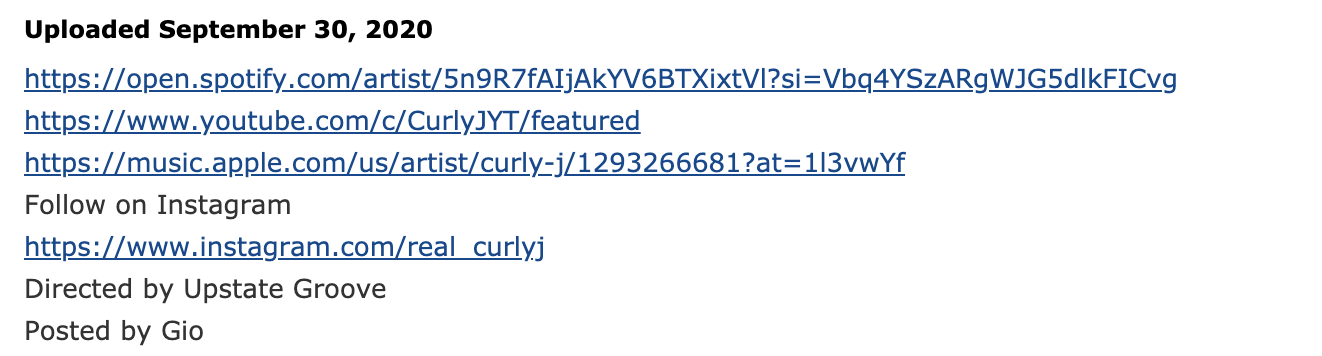 Uploaded September 30, 2020
https://open.spotify.com/artist/5n9R7fAIjAkYV6BTXixtVl?si=Vbq4YSzARgWJG5dlkFICvg
https://www.youtube.com/c/CurlyJYT/featured
https://music.apple.com/us/artist/curly-j/1293266681?at=1l3vwYf
Follow on Instagram
https://www.instagram.com/real_curlyj
Directed by Upstate Groove
Posted by Gio